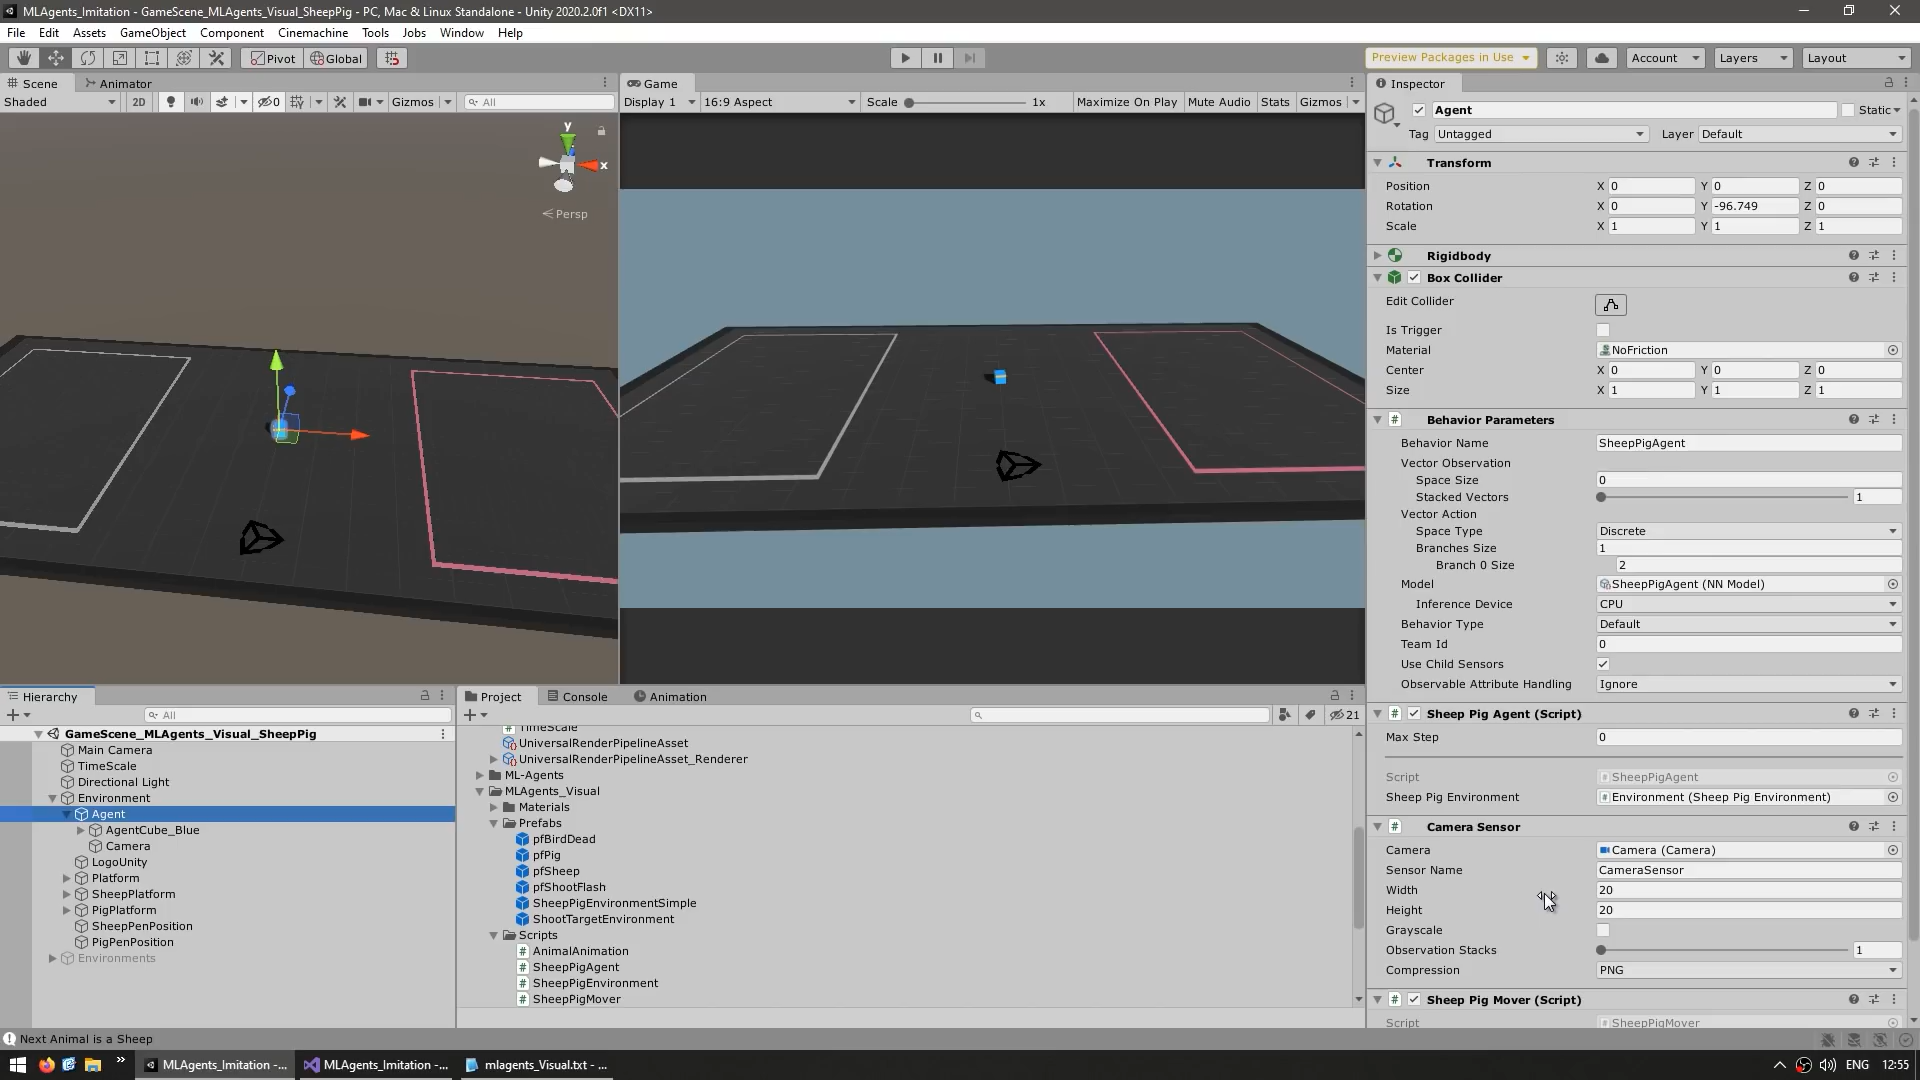 MLAgents_Imitation - GameScene_MLAgents_Visual_SheepPig - PC, Mac & Linux Standalone - Unity 2020.2.0f1 <DX11>
File Edit Assets GameObject Component Cinemachine Tools Jobs Window Help
Pivot Global Preview Packages in Use Account Layers Layout
Scene Animator
Shaded 2D 0 Gizmos All
y
x
Persp
Game
Display 1 16:9 Aspect Scale 1x Maximize On Play Mute Audio Stats Gizmos
Inspector
Agent Static
Tag Untagged Layer Default
Transform
Position X 0 Y 0 Z 0
Rotation X 0 Y -96.749 Z 0
Scale X 1 Y 1 Z 1
Rigidbody
Box Collider
Edit Collider
Is Trigger
Material NoFriction
Center X 0 Y 0 Z 0
Size X 1 Y 1 Z 1
# Behavior Parameters
Behavior Name SheepPigAgent
Vector Observation
Space Size 0
Stacked Vectors 1
Vector Action
Space Type Discrete
Branches Size 1
Branch 0 Size 2
Model SheepPigAgent (NN Model)
Inference Device CPU
Behavior Type Default
Team Id 0
Use Child Sensors
Observable Attribute Handling Ignore
# Sheep Pig Agent (Script)
Max Step 0
Script # SheepPigAgent
Sheep Pig Environment # Environment (Sheep Pig Environment)
# Camera Sensor
Camera Camera (Camera)
Sensor Name CameraSensor
Width 20
Height 20
Grayscale
Observation Stacks 1
Compression PNG
# Sheep Pig Mover (Script)
Script # SheepPigMover
Hierarchy
+ All
GameScene_MLAgents_Visual_SheepPig
Main Camera
TimeScale
Directional Light
Environment
Agent
AgentCube_Blue
Camera
LogoUnity
Platform
SheepPlatform
PigPlatform
SheepPenPosition
PigPenPosition
Environments
Project Console Animation
+ 21
# TimeScale
UniversalRenderPipelineAsset
UniversalRenderPipelineAsset_Renderer
ML-Agents
MLAgents_Visual
Materials
Prefabs
pfBirdDead
pfPig
pfSheep
pfShootFlash
SheepPigEnvironmentSimple
ShootTargetEnvironment
Scripts
# AnimalAnimation
# SheepPigAgent
# SheepPigEnvironment
# SheepPigMover
Next Animal is a Sheep
MLAgents_Imitation -... MLAgents_Imitation -... mlagents_Visual.txt - ... ENG 12:55